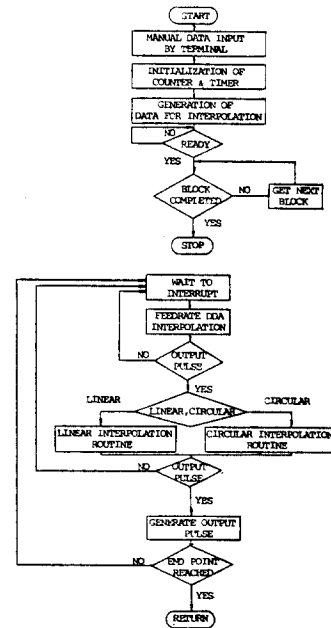 START
MANUAL DATA INPUT
BY TERMINAL
INITIALIZATION OF
COUNTER & TIMER
GENERATION OF
DATA FOR INTERPOLATION
NO
READY
YES
BLOCK
COMPLETED
NO
GET NEXT
BLOCK
YES
STOP
WAIT TO
INTERRUPT
FEEDRATE DDA
INTERPOLATION
NO
OUTPUT
PULSE
YES
LINEAR
CIRCULAR
LINEAR,CIRCULAR
LINEAR INTERPOLATION
ROUTINE
CIRCULAR INTERPOLATION
ROUTINE
NO
OUTPUT
PULSE
YES
GENERATE OUTPUT
PULSE
NO
END POINT
REACHED
YES
RETURN